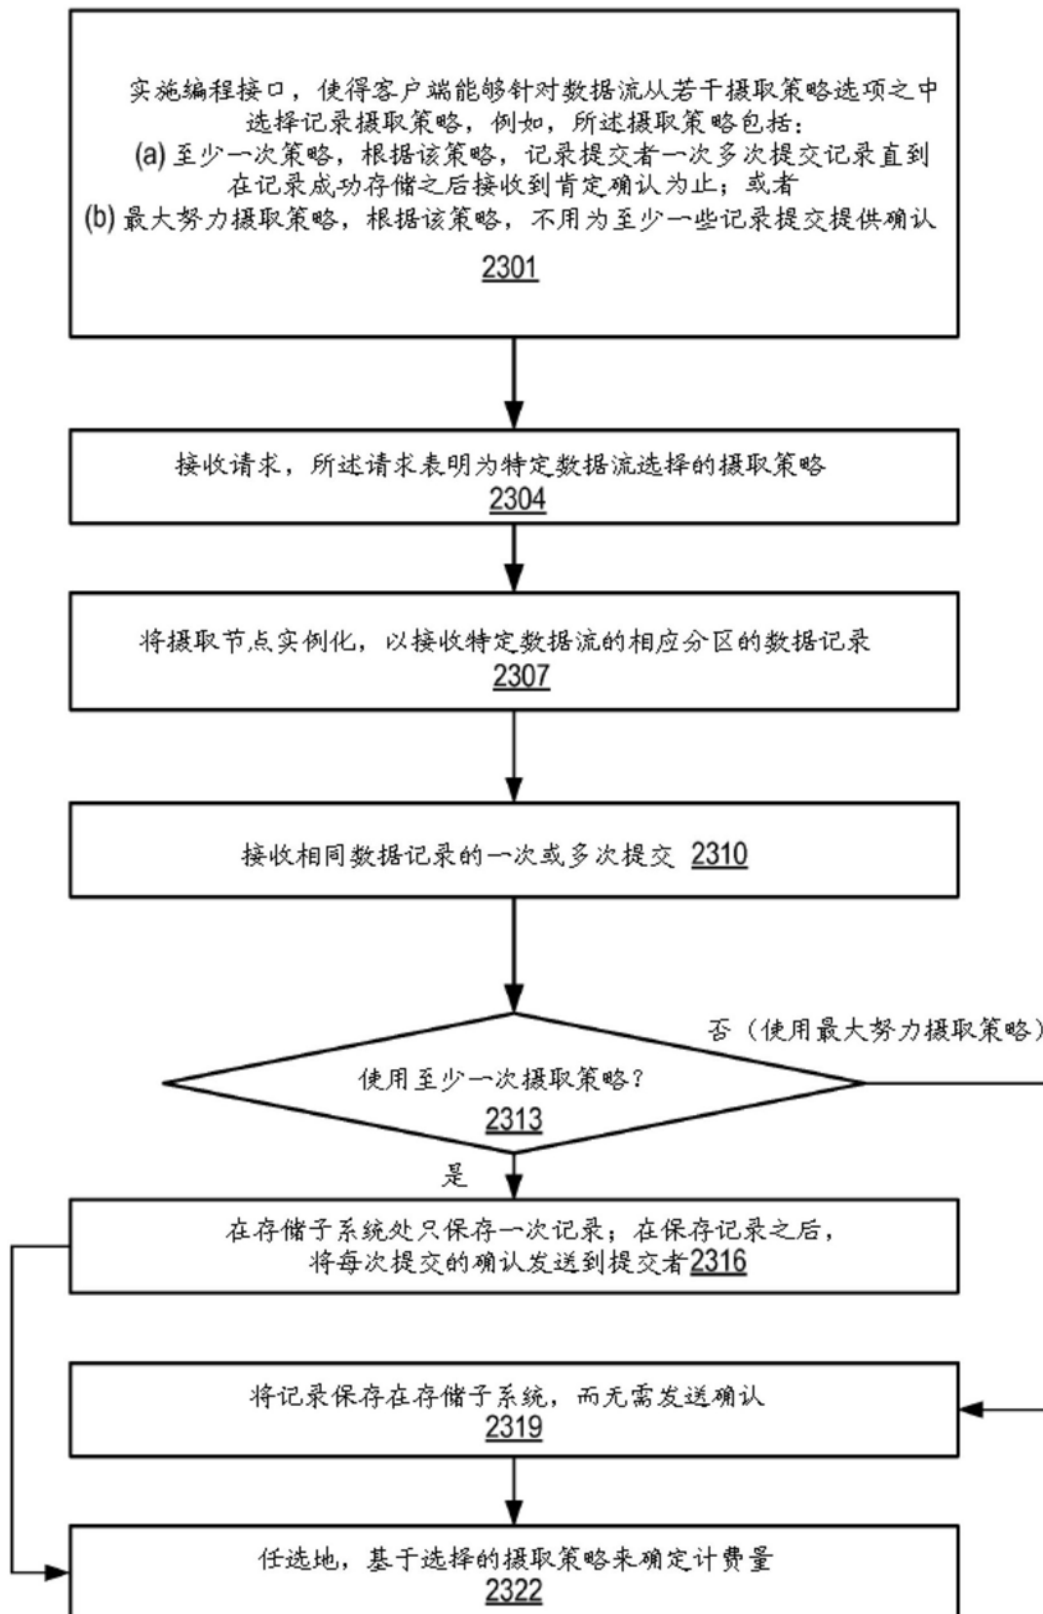 实施编程接口，使得客户端能够针对数据流从若干摄取策略选项之中
选择记录摄取策略，例如，所述摄取策略包括：
(a) 至少一次策略，根据该策略，记录提交者一次多次提交记录直到
在记录成功存储之后接收到肯定确认为止；或者
(b) 最大努力摄取策略，根据该策略，不用为至少一些记录提交提供确认
2301
接收请求，所述请求表明为特定数据流选择的摄取策略
2304
将摄取节点实例化，以接收特定数据流的相应分区的数据记录
2307
接收相同数据记录的一次或多次提交 2310
否（使用最大努力摄取策略）
使用至少一次摄取策略？
2313
是
在存储子系统处只保存一次记录；在保存记录之后，
将每次提交的确认发送到提交者2316
将记录保存在存储子系统，而无需发送确认
2319
任选地，基于选择的摄取策略来确定计费量
2322